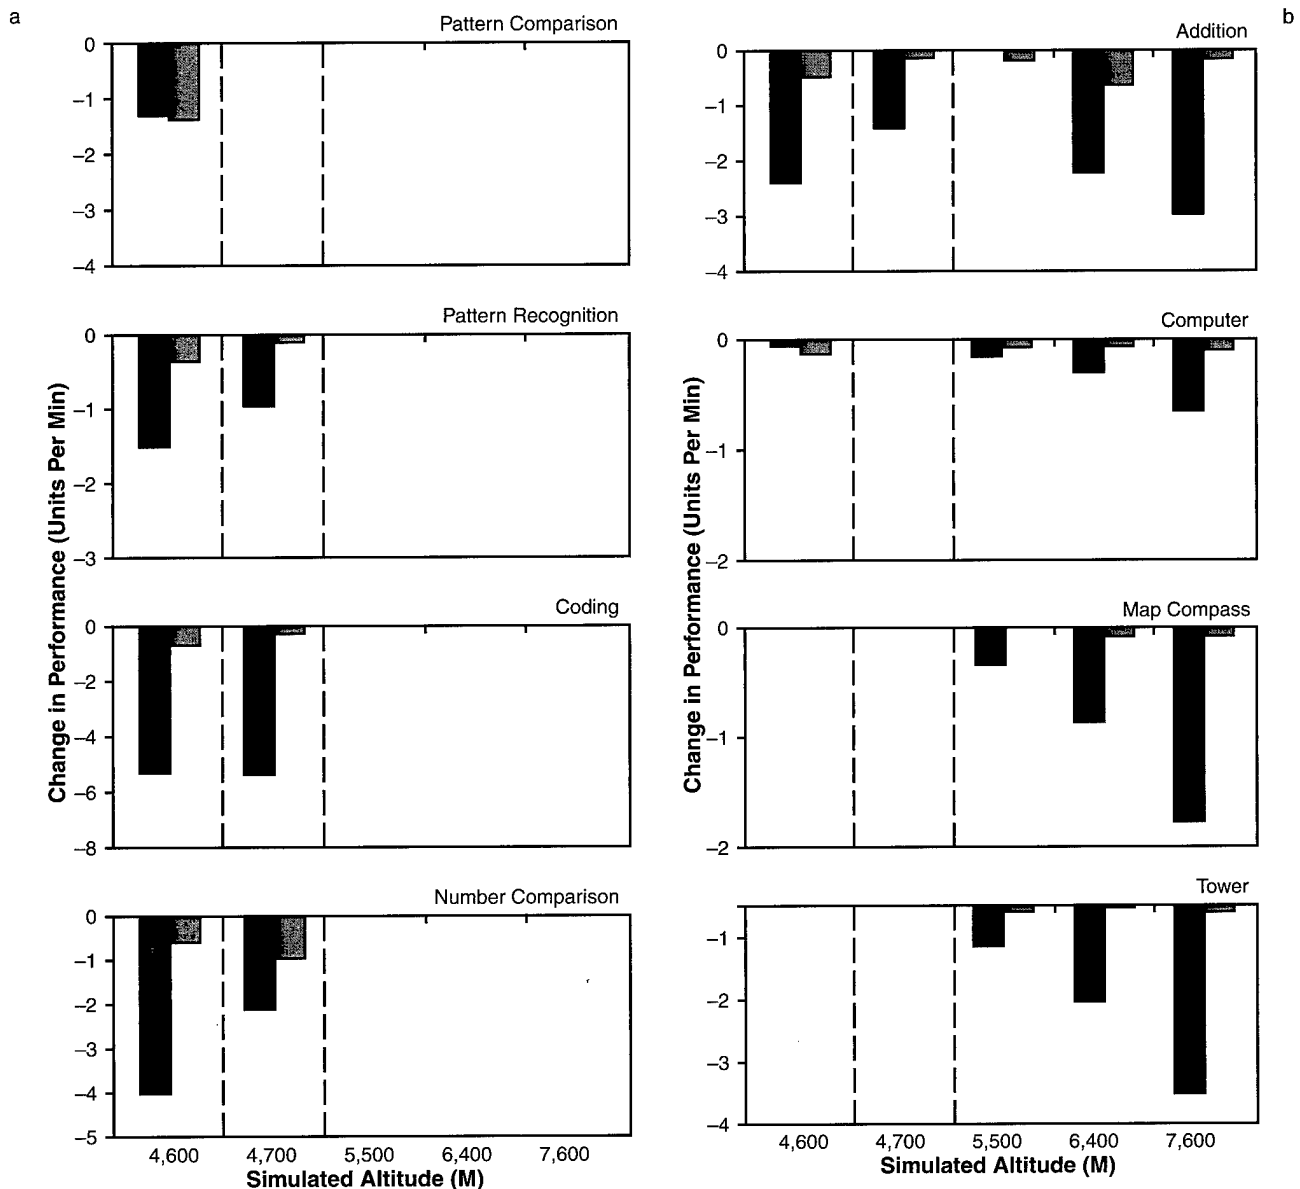 a
Pattern Comparison
0
–1
–2
–3
–4
Pattern Recognition
0
–1
–2
–3
Coding
0
–2
–4
–6
–8
Number Comparison
0
–1
–2
–3
–4
–5
4,600 4,700 5,500 6,400 7,600
Simulated Altitude (M)
Change in Performance (Units Per Min)
b
Addition
0
–1
–2
–3
–4
Computer
0
–1
–2
Map Compass
0
–1
–2
Tower
–1
–2
–3
–4
4,600 4,700 5,500 6,400 7,600
Simulated Altitude (M)
Change in Performance (Units Per Min)